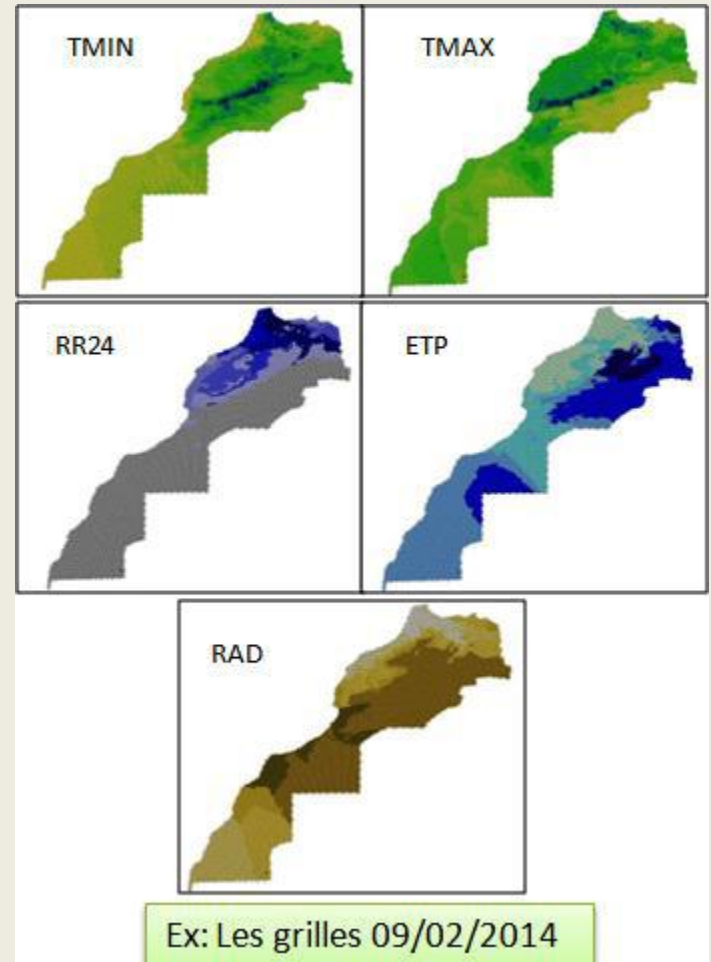 TMIN
TMAX
RR24
ETP
RAD
Ex: Les grilles 09/02/2014